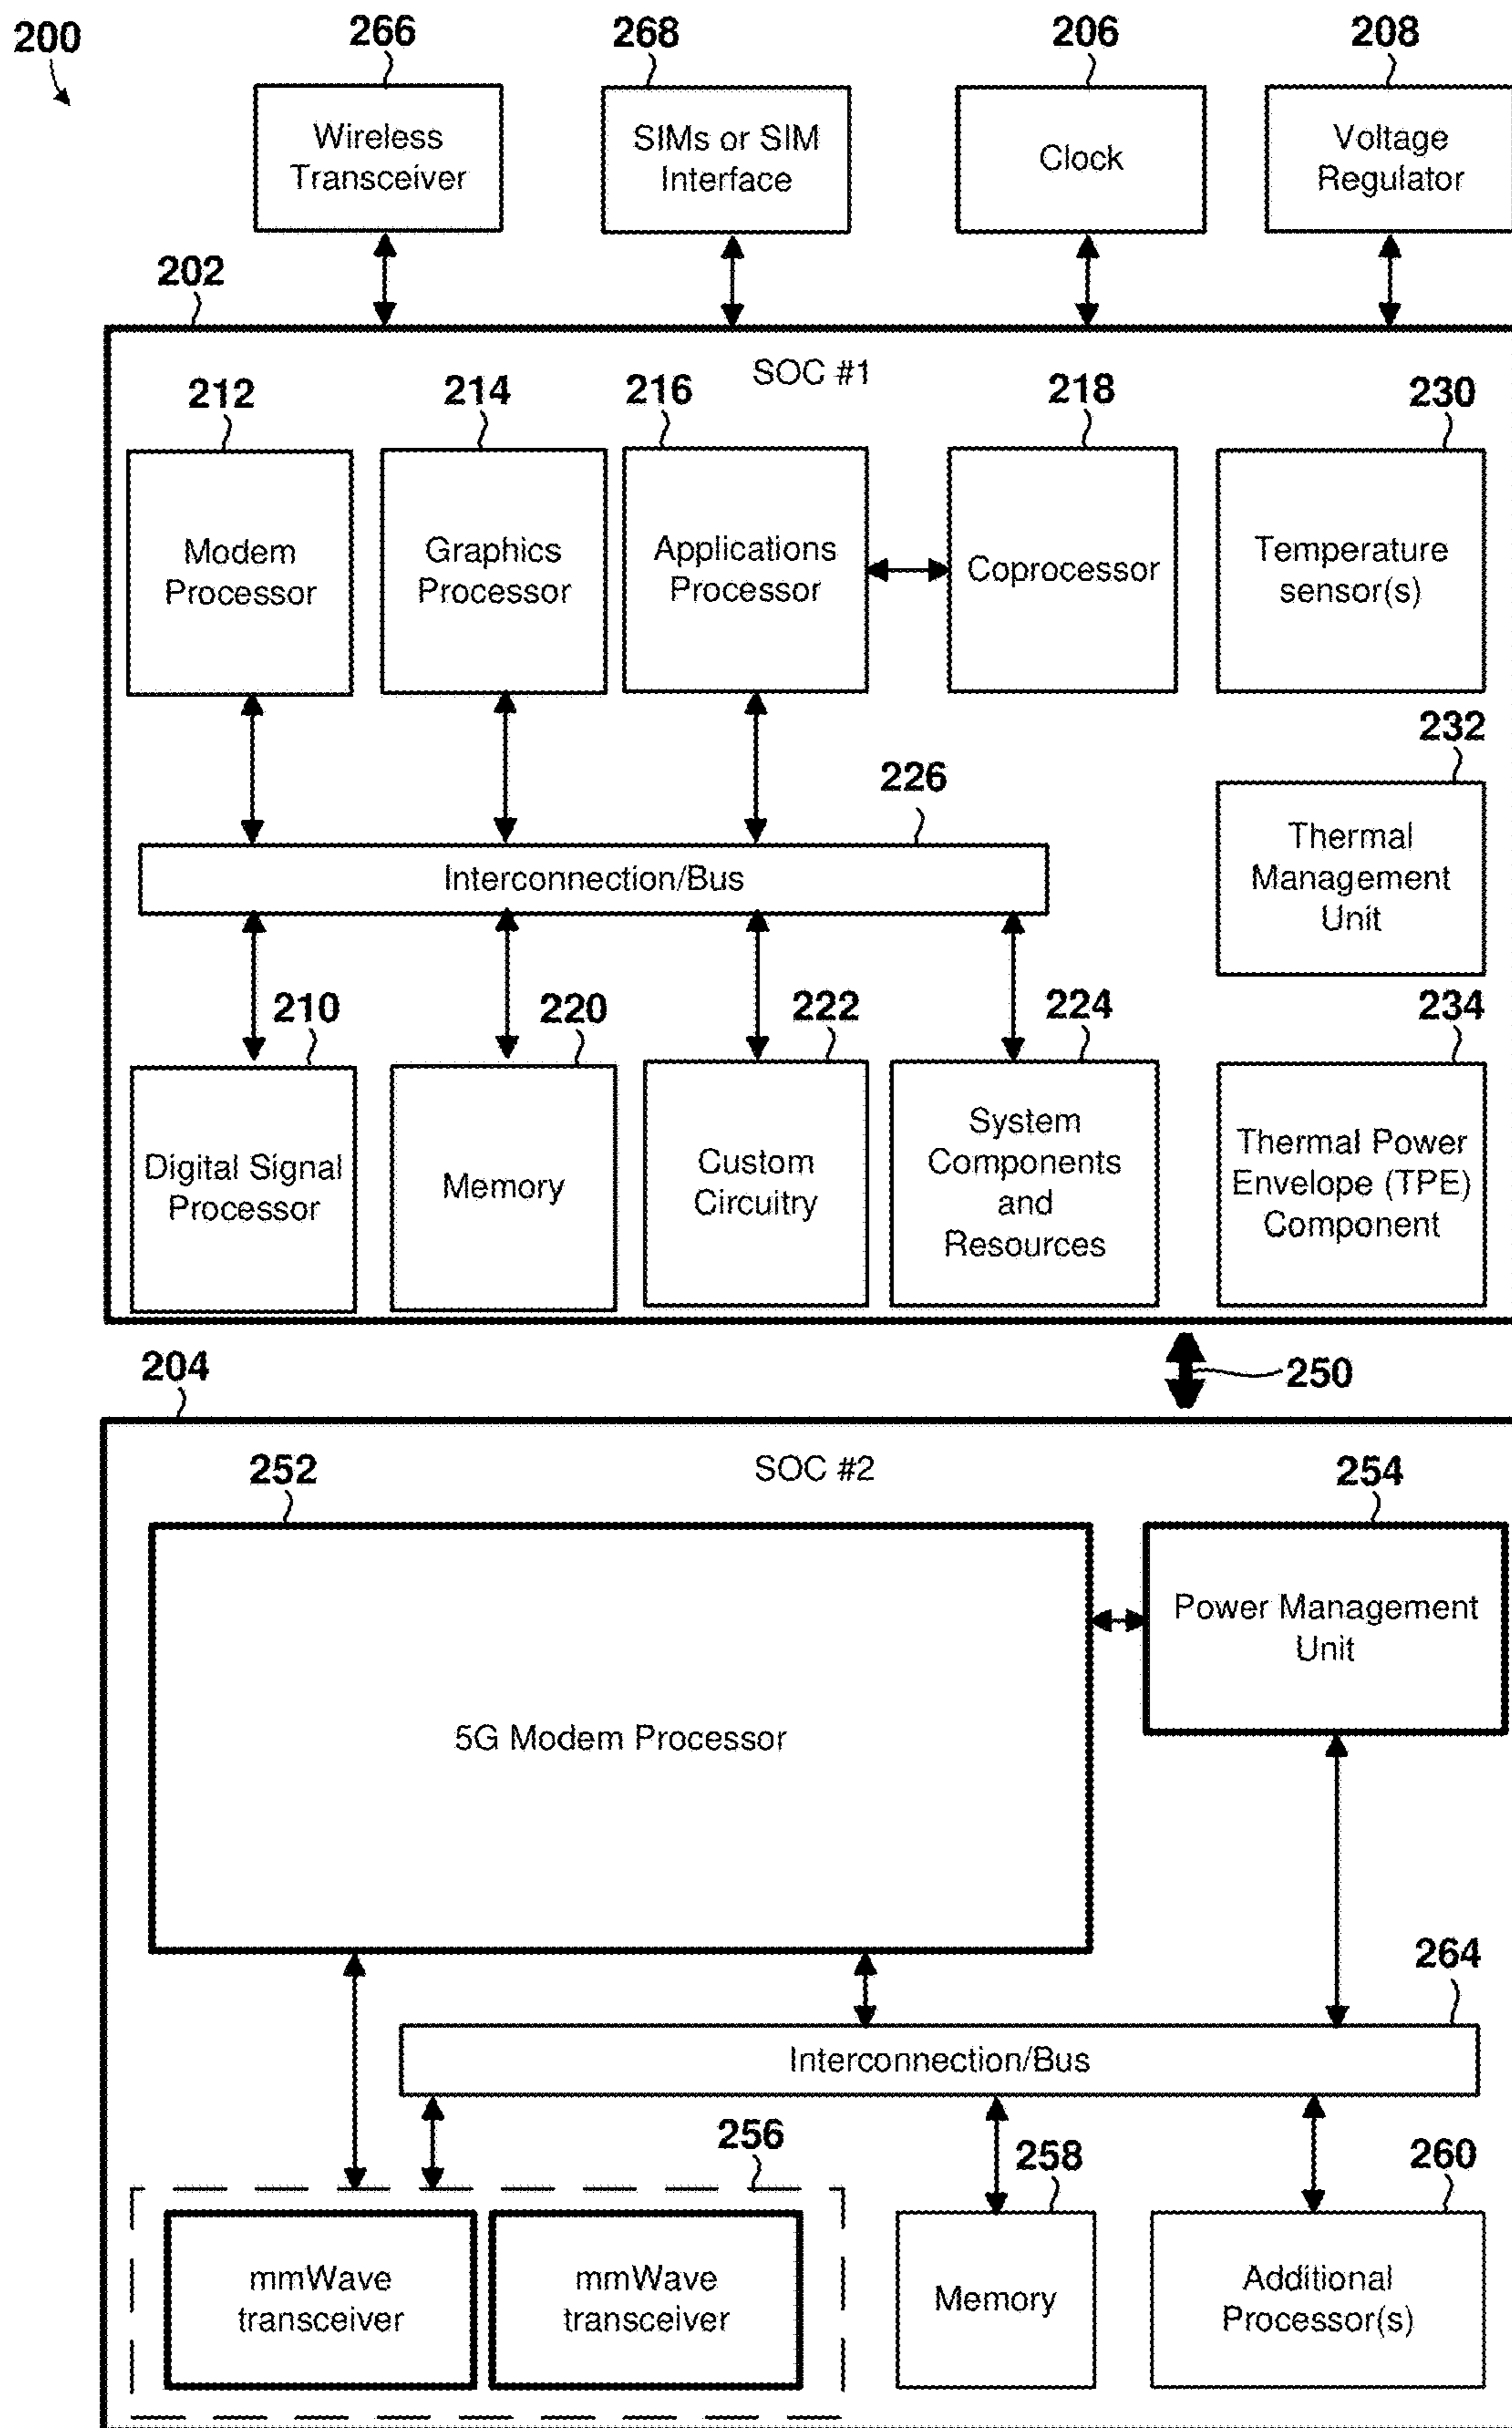 200
266
268
206
208
Wireless
Transceiver
SIMs or SIM
Interface
Clock
Voltage
Regulator
202
SOC #1
212
214
216
218
230
Modem
Processor
Graphics
Processor
Applications
Processor
Coprocessor
Temperature
sensor(s)
232
226
Thermal
Management
Unit
Interconnection/Bus
210
220
222
224
234
Digital Signal
Processor
Memory
Custom
Circuitry
System
Components
and
Resources
Thermal Power
Envelope (TPE)
Component
250
204
SOC #2
252
254
5G Modem Processor
Power Management
Unit
264
Interconnection/Bus
256
258
260
mmWave
transceiver
mmWave
transceiver
Memory
Additional
Processor(s)